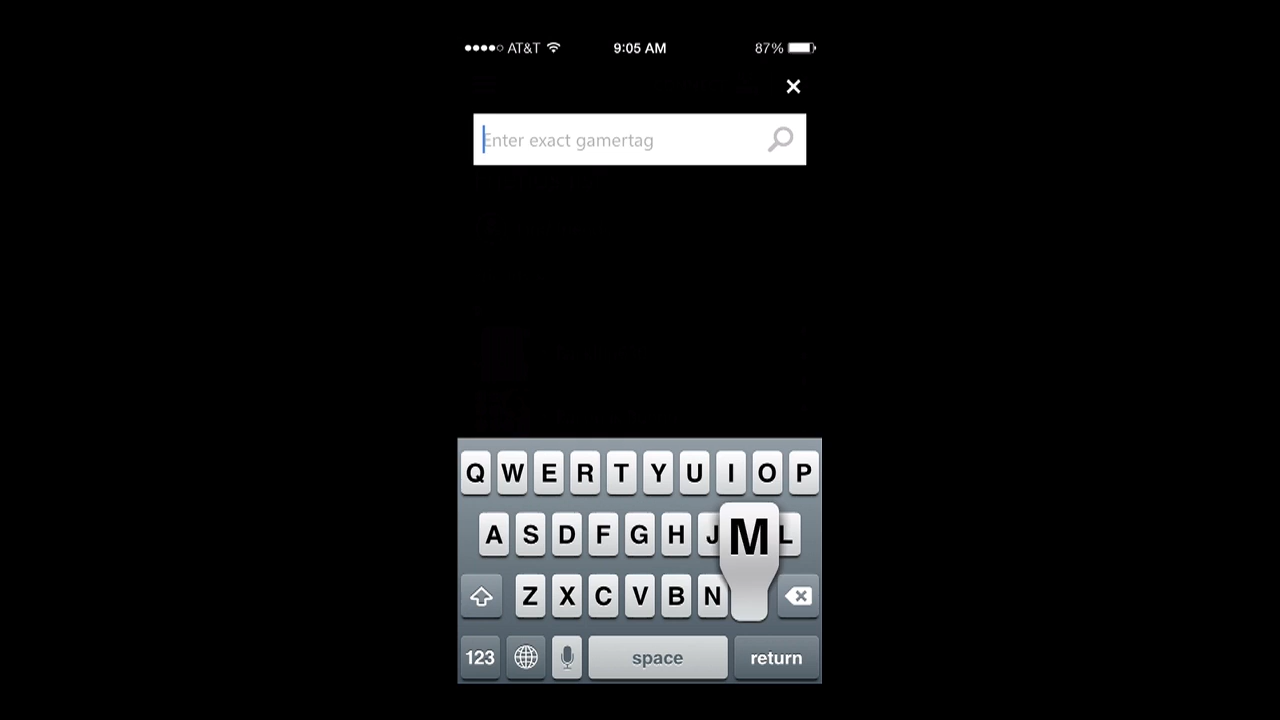 AT&T 9:05 AM 87%
Enter exact gamertag
Q W E R T Y U I O P
A S D F G H J M L
Z X C V B N
123 space return